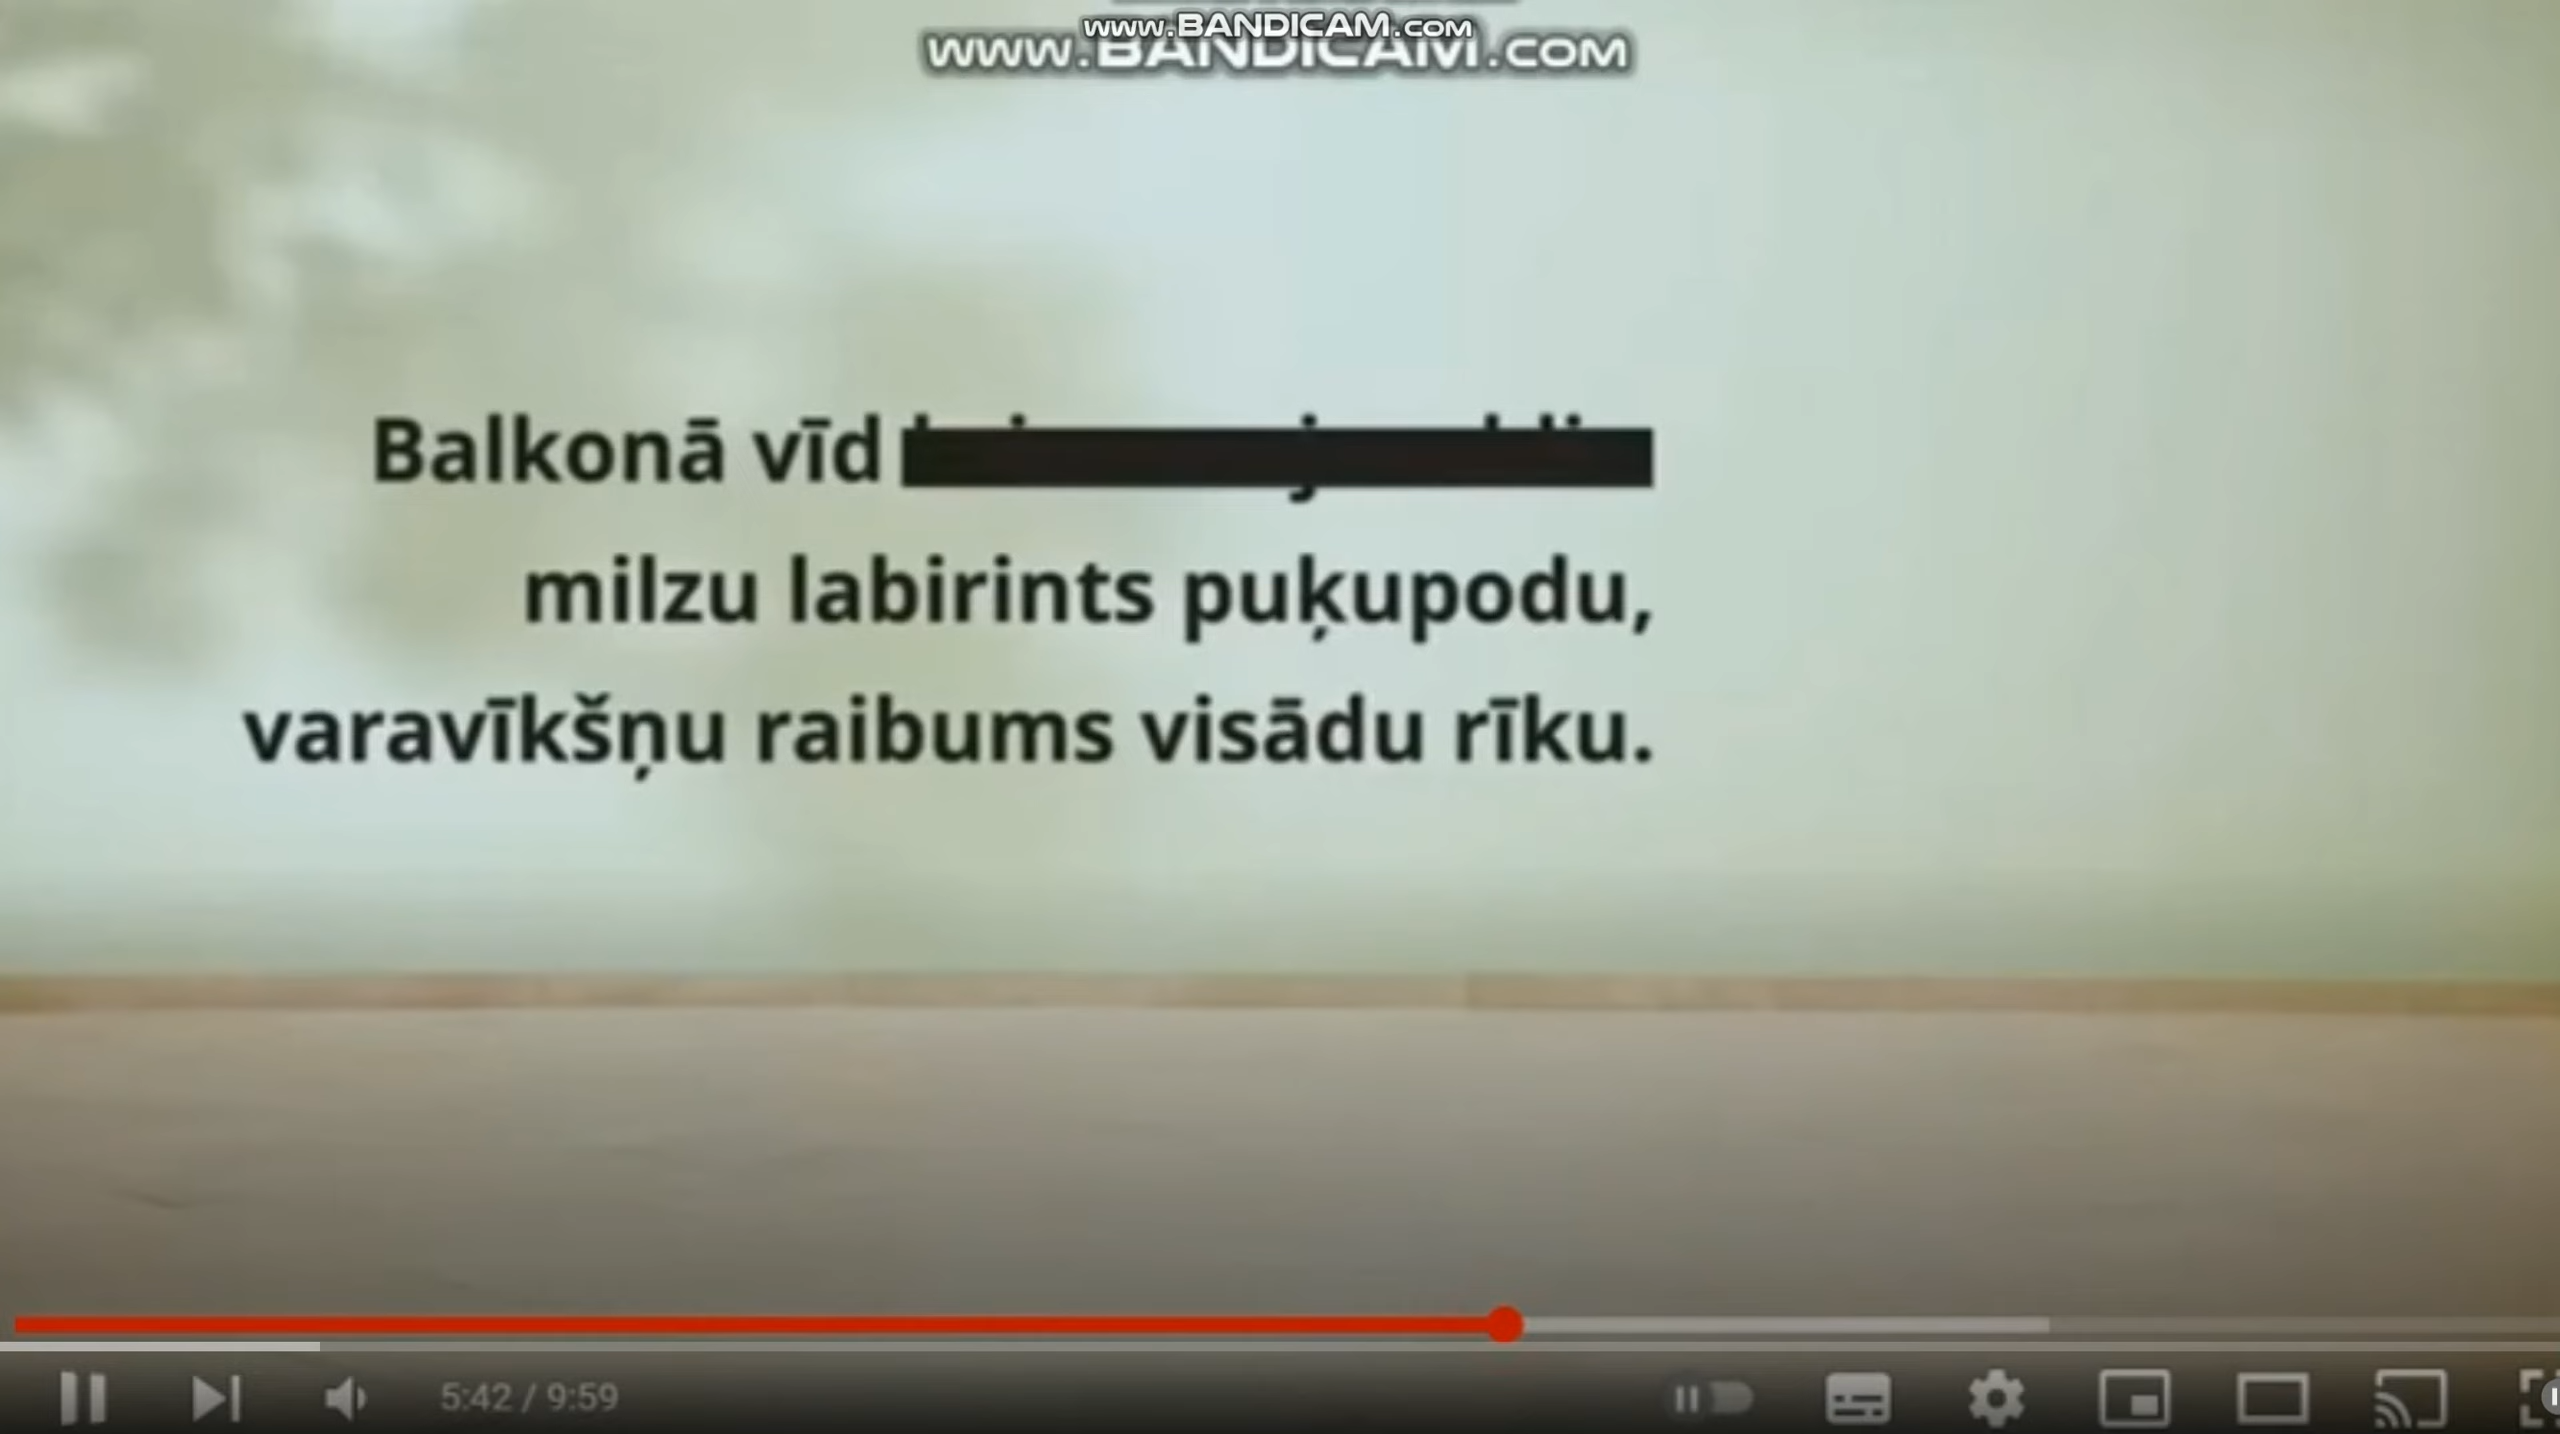 www.BANDICAM.com
www.BANDICAM.com
Balkonā vīd
milzu labirints puķupodu,
varavīkšņu raibums visādu rīku.
5:42 / 9:59